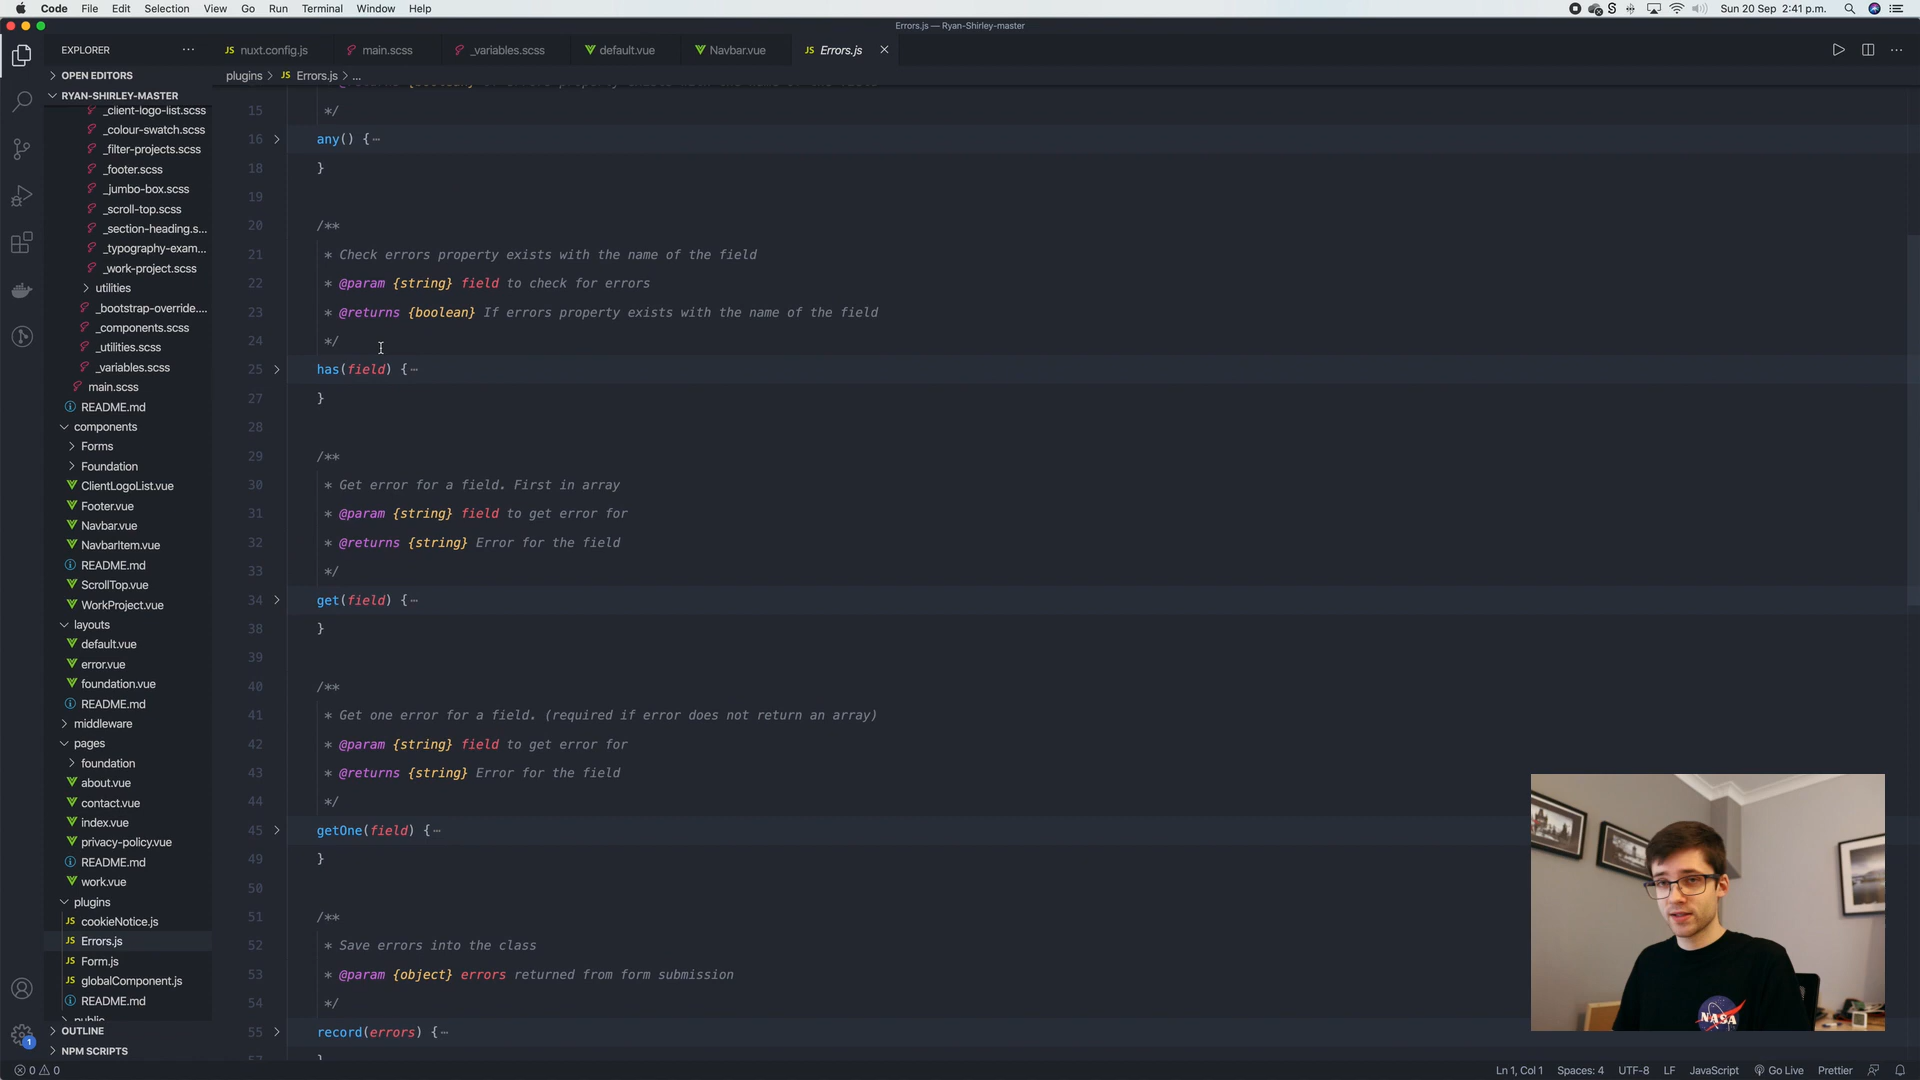 Code File Edit Selection View Go Run Terminal Window Help
Sun 20 Sep 2:41 p.m.
Errors.js — Ryan-Shirley-master
EXPLORER
nuxt.config.js main.scss _variables.scss default.vue Navbar.vue Errors.js
OPEN EDITORS
plugins > JS Errors.js > ...
RYAN-SHIRLEY-MASTER
_client-logo-list.scss
_colour-swatch.scss
_filter-projects.scss
_footer.scss
_jumbo-box.scss
_scroll-top.scss
_section-heading.s...
_typography-exam...
_work-project.scss
utilities
_bootstrap-override....
_components.scss
_utilities.scss
_variables.scss
main.scss
README.md
components
Forms
Foundation
ClientLogoList.vue
Footer.vue
Navbar.vue
NavbarItem.vue
README.md
ScrollTop.vue
WorkProject.vue
layouts
default.vue
error.vue
foundation.vue
README.md
middleware
pages
foundation
about.vue
contact.vue
index.vue
privacy-policy.vue
README.md
work.vue
plugins
JS cookieNotice.js
JS Errors.js
JS Form.js
JS globalComponent.js
README.md
public
OUTLINE
NPM SCRIPTS
15 */
16 any() {
18 }
19
20 /**
21 * Check errors property exists with the name of the field
22 * @param {string} field to check for errors
23 * @returns {boolean} If errors property exists with the name of the field
24 */
25 has(field) {
27 }
28
29 /**
30 * Get error for a field. First in array
31 * @param {string} field to get error for
32 * @returns {string} Error for the field
33 */
34 get(field) {
38 }
39
40 /**
41 * Get one error for a field. (required if error does not return an array)
42 * @param {string} field to get error for
43 * @returns {string} Error for the field
44 */
45 getOne(field) {
49 }
50
51 /**
52 * Save errors into the class
53 * @param {object} errors returned from form submission
54 */
55 record(errors) {
57 }
NASA
1
0 0
Ln 1, Col 1 Spaces: 4 UTF-8 LF JavaScript Go Live Prettier